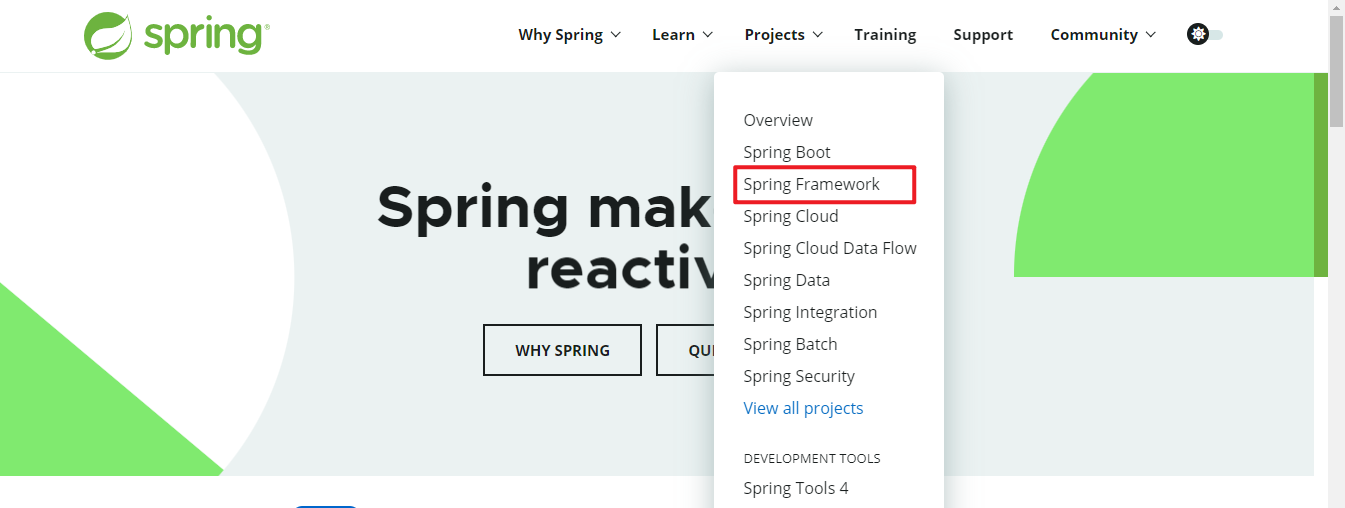 spring®
Why Spring
Learn
Projects
Training
Support
Community
Overview
Spring Boot
Spring Framework
Spring Cloud
Spring Cloud Data Flow
Spring Data
Spring Integration
Spring Batch
Spring Security
View all projects
DEVELOPMENT TOOLS
Spring Tools 4
Spring mak
reactiv
WHY SPRING
QUI